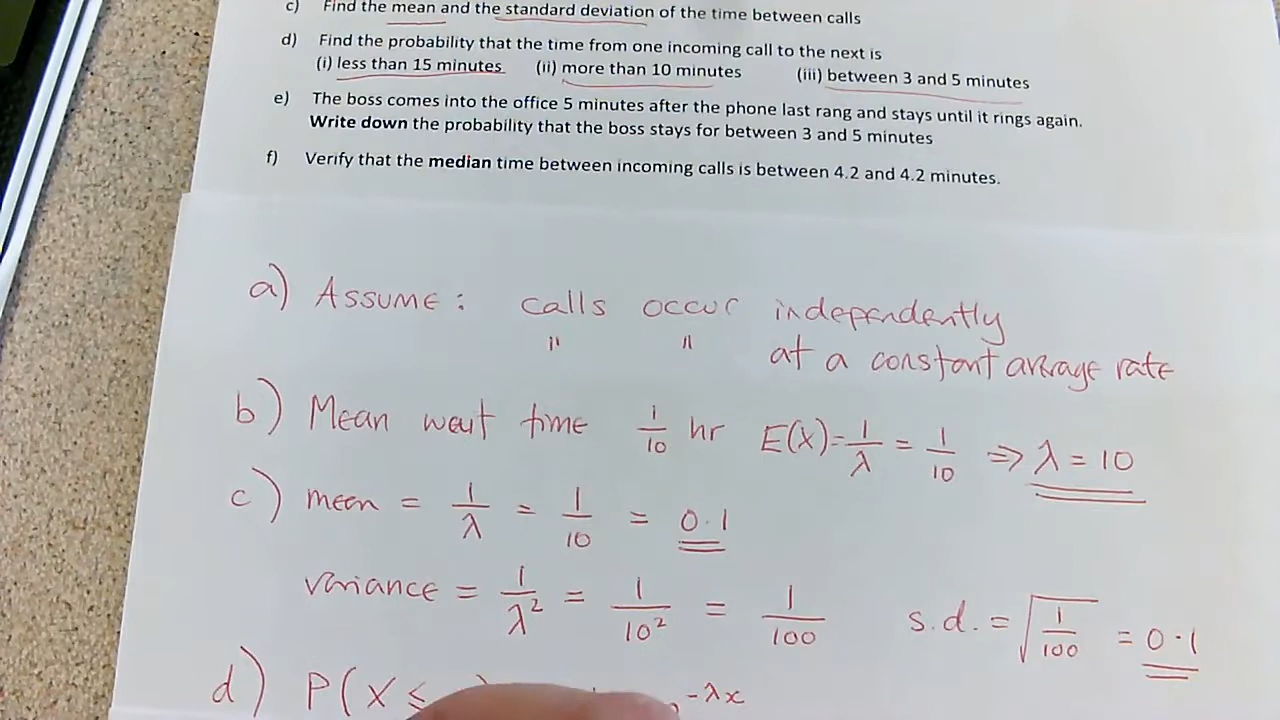 c) Find the mean and the standard deviation of the time between calls
d) Find the probability that the time from one incoming call to the next is
(i) less than 15 minutes (ii) more than 10 minutes (iii) between 3 and 5 minutes
e) The boss comes into the office 5 minutes after the phone last rang and stays until it rings again.
Write down the probability that the boss stays for between 3 and 5 minutes
f) Verify that the median time between incoming calls is between 4.2 and 4.2 minutes.
a) ASSUME: calls occur independently
" " at a constant average rate
b) Mean wait time 1/10 hr E(X) = 1/λ = 1/10 ⇒ λ = 10
c) mean = 1/λ = 1/10 = 0.1
variance = 1/λ² = 1/10² = 1/100 s.d. = √(1/100) = 0.1
d) P(X ≤ -λx